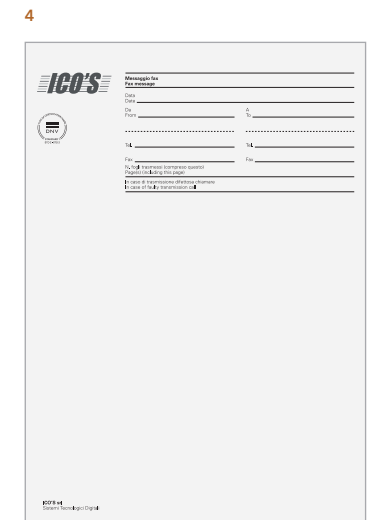 4
ICO'S
Messaggio fax
Fax message
Data
Date
Da
From
A
To
DNV
Tel.
Tel.
Fax
Fax
N. fogli trasmessi (compreso questo)
Page(s) (including this page)
In caso di trasmissione difettosa chiamare
In case of faulty transmission call
ICO'S srl
Sistemi Tecnologici Digitali